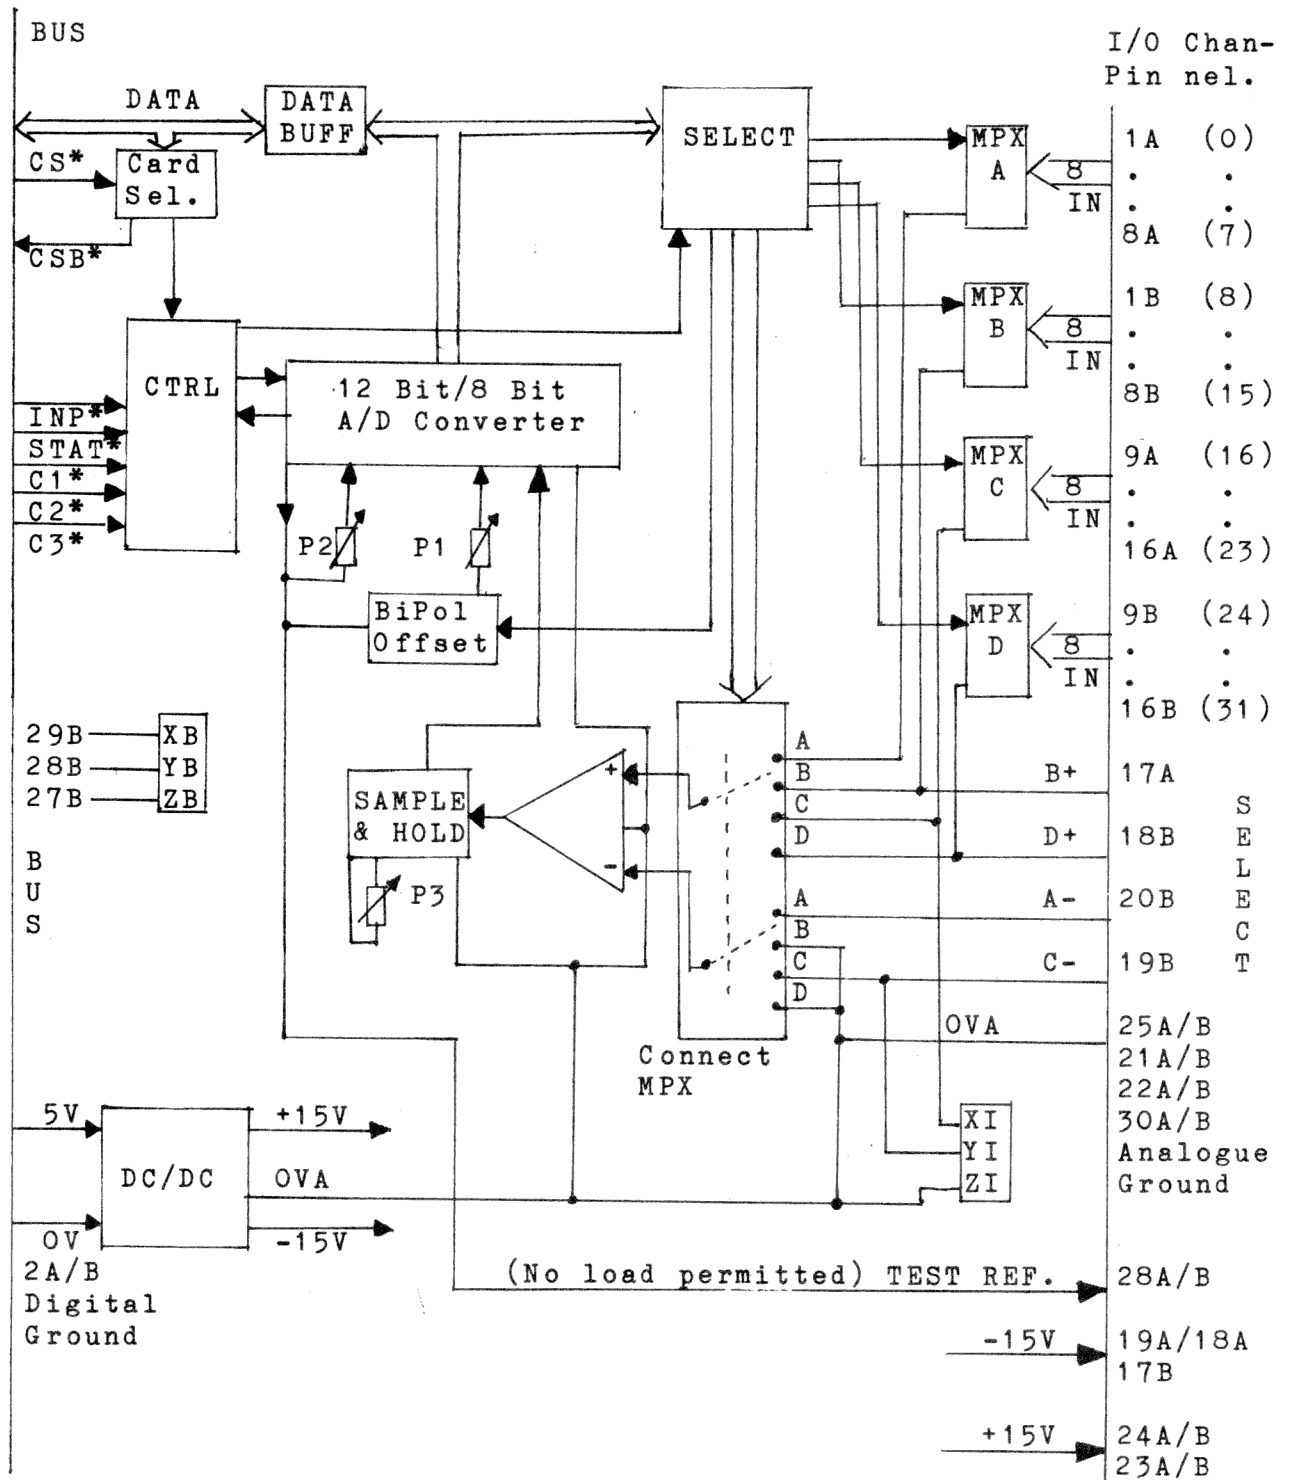 BUS
I/O Chan-
Pin nel.
DATA
DATA
BUFF
SELECT
MPX
A
8
IN
1A (0)
. .
. .
8A (7)
CS*
Card
Sel.
CSB*
MPX
B
8
IN
1B (8)
. .
. .
8B (15)
CTRL
12 Bit/8 Bit
A/D Converter
INP*
STAT*
C1*
C2*
C3*
MPX
C
8
IN
9A (16)
. .
. .
16A (23)
P2
P1
BiPol
Offset
MPX
D
8
IN
9B (24)
. .
. .
16B (31)
29B XB
28B YB
27B ZB
BUS
SAMPLE
& HOLD
P3
+
-
A
B
C
D
A
B
C
D
Connect
MPX
B+ 17A
D+ 18B
A- 20B
C- 19B
SELECT
OVA 25A/B
21A/B
22A/B
30A/B
Analogue
Ground
XI
YI
ZI
5V
DC/DC
+15V
OVA
-15V
OV
2A/B
Digital
Ground
(No load permitted) TEST REF. 28A/B
-15V 19A/18A
17B
+15V 24A/B
23A/B